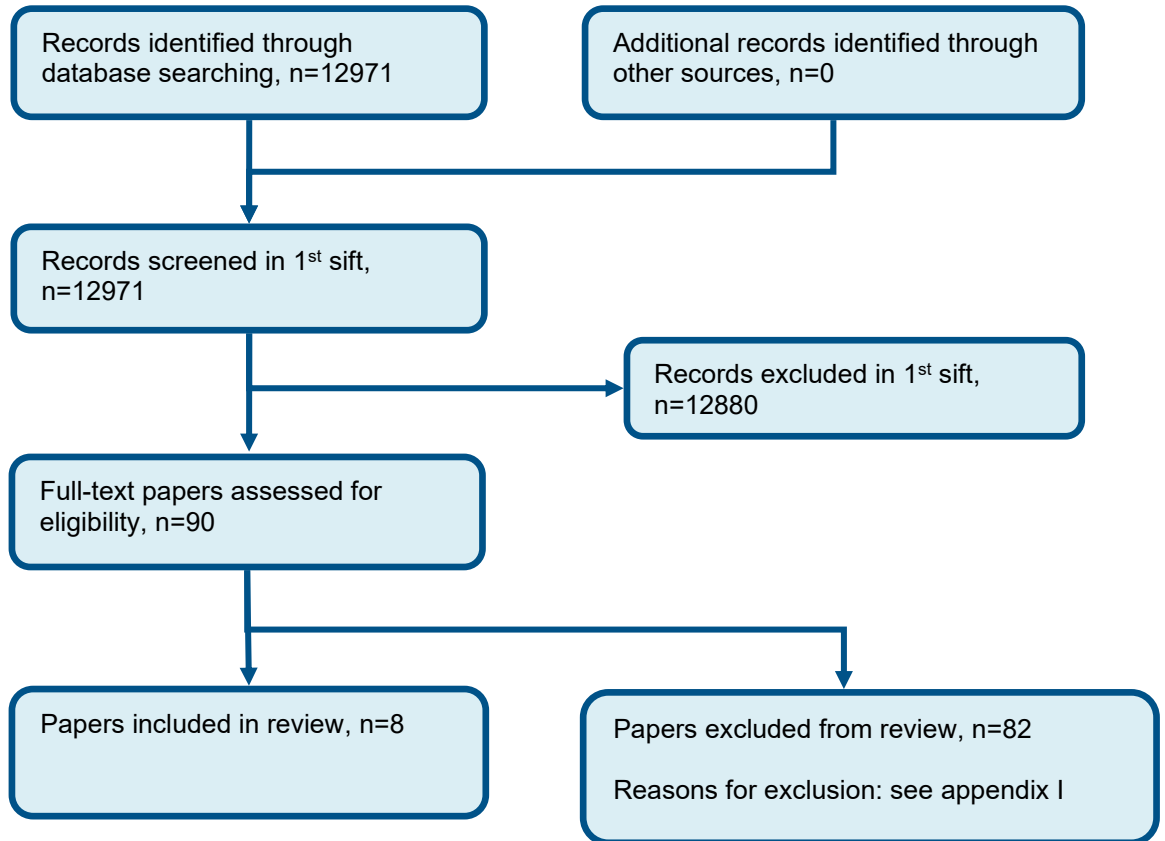 Records identified through
database searching, n=12971
Additional records identified through
other sources, n=0
Records screened in 1st sift,
n=12971
Records excluded in 1st sift,
n=12880
Full-text papers assessed for
eligibility, n=90
Papers included in review, n=8
Papers excluded from review, n=82
Reasons for exclusion: see appendix I